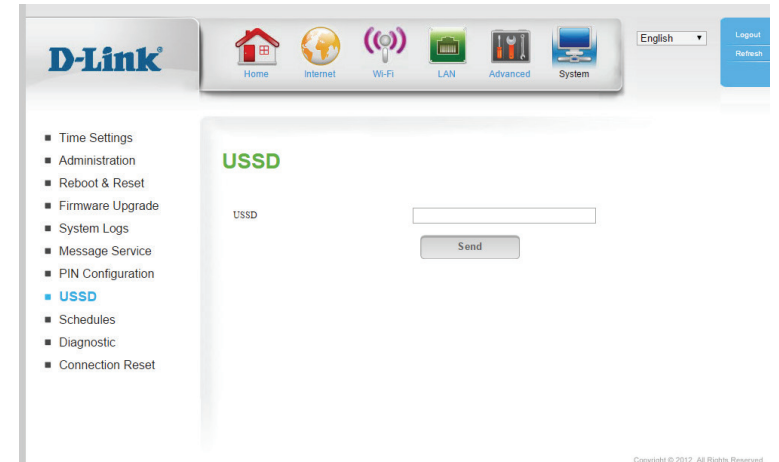 D-Link
Home Internet Wi-Fi LAN Advanced System
English
Logout
Refresh
Time Settings
Administration
Reboot & Reset
Firmware Upgrade
System Logs
Message Service
PIN Configuration
USSD
Schedules
Diagnostic
Connection Reset
USSD
USSD
Send
Copyright © 2012 All Rights Reserved